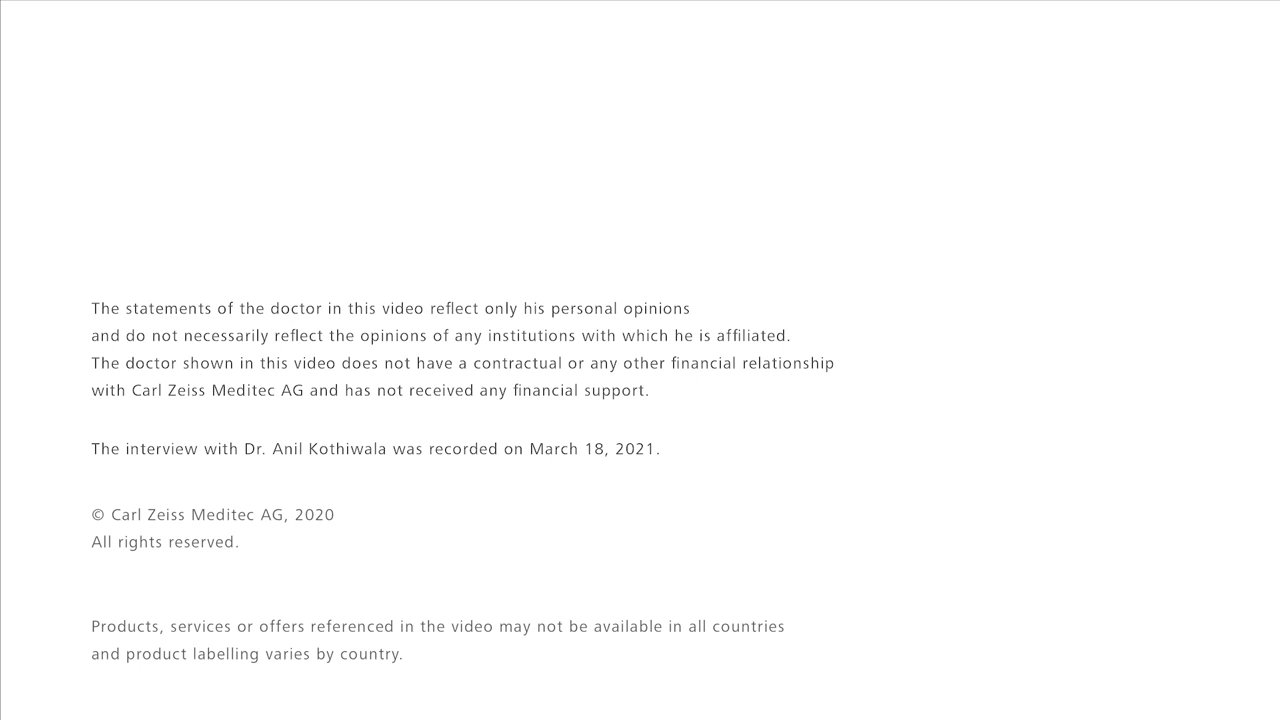 The statements of the doctor in this video reflect only his personal opinions
and do not necessarily reflect the opinions of any institutions with which he is affiliated.
The doctor shown in this video does not have a contractual or any other financial relationship
with Carl Zeiss Meditec AG and has not received any financial support.
The interview with Dr. Anil Kothiwala was recorded on March 18, 2021.
© Carl Zeiss Meditec AG, 2020
All rights reserved.
Products, services or offers referenced in the video may not be available in all countries
and product labelling varies by country.